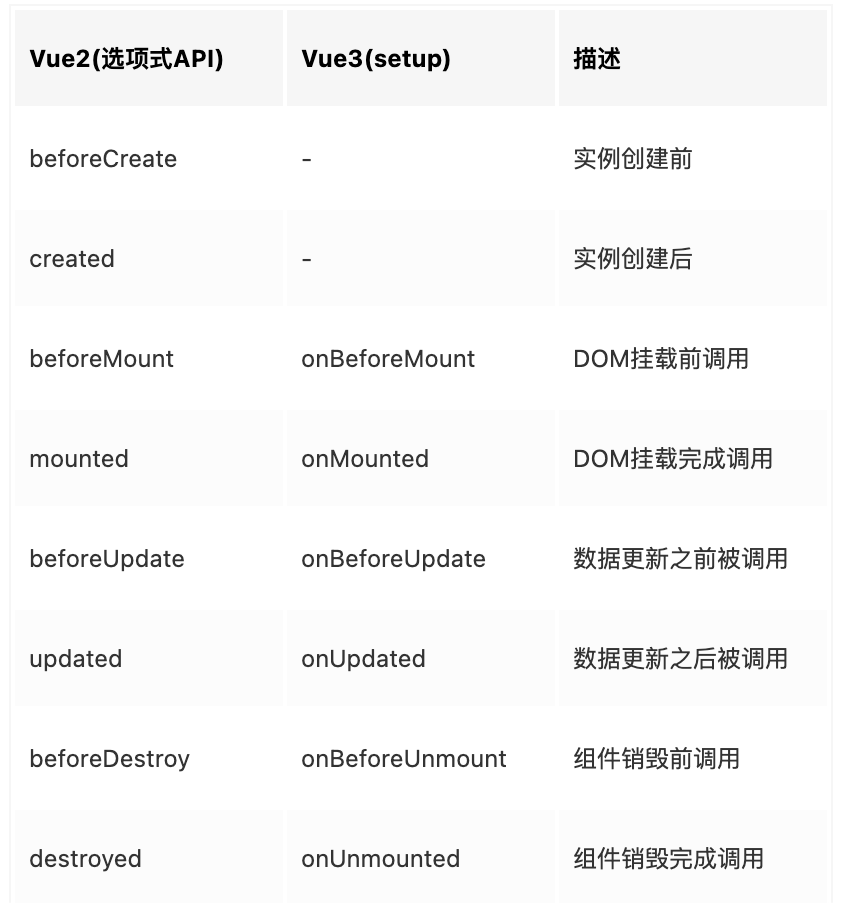 Vue2(选项式API) Vue3(setup) 描述
beforeCreate - 实例创建前
created - 实例创建后
beforeMount onBeforeMount DOM挂载前调用
mounted onMounted DOM挂载完成调用
beforeUpdate onBeforeUpdate 数据更新之前被调用
updated onUpdated 数据更新之后被调用
beforeDestroy onBeforeUnmount 组件销毁前调用
destroyed onUnmounted 组件销毁完成调用